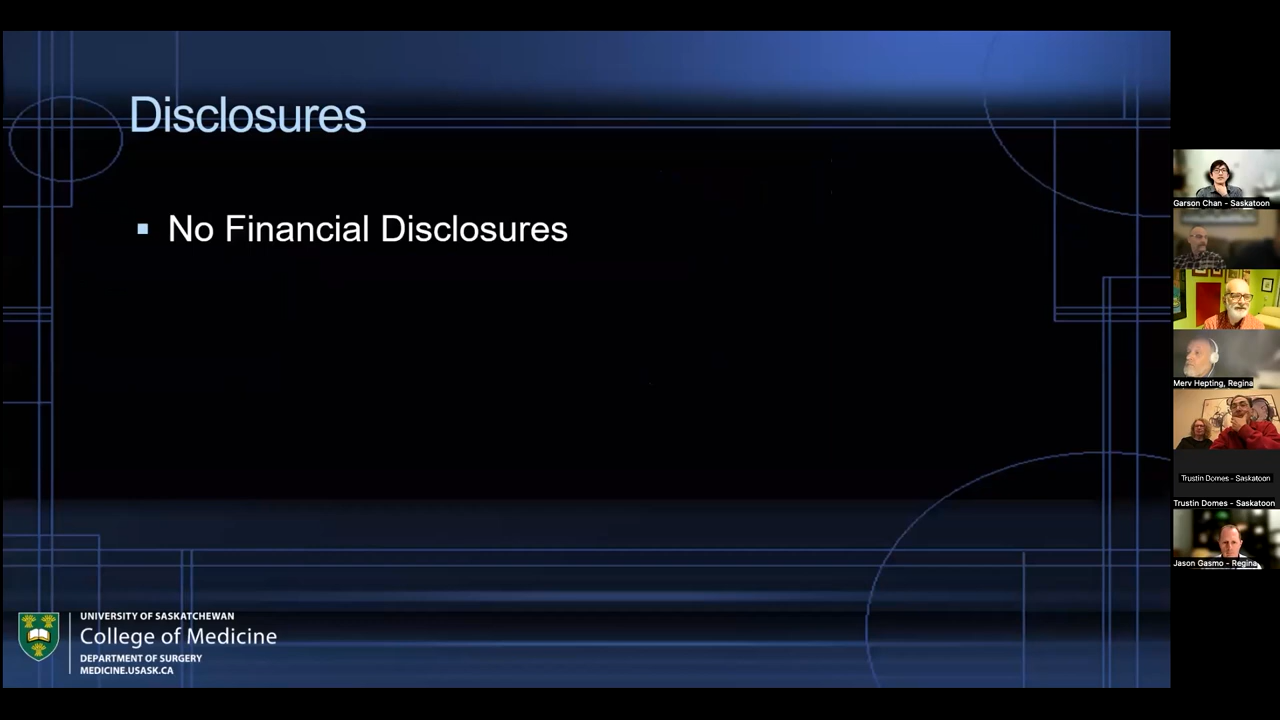 Disclosures
▪ No Financial Disclosures
UNIVERSITY OF SASKATCHEWAN
College of Medicine
DEPARTMENT OF SURGERY
MEDICINE.USASK.CA
Garson Chan - Saskatoon
Merv Hepting, Regina
Trustin Domes - Saskatoon
Trustin Domes - Saskatoon
Jason Gasmo - Regina